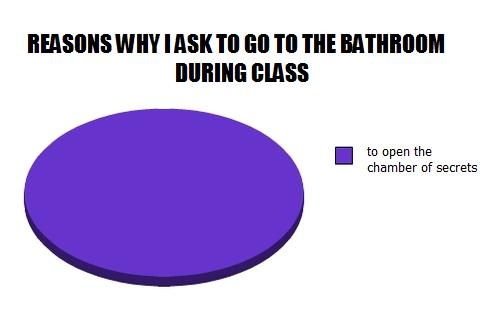 REASONS WHY I ASK TO GO TO THE BATHROOM
DURING CLASS
to open the
chamber of secrets